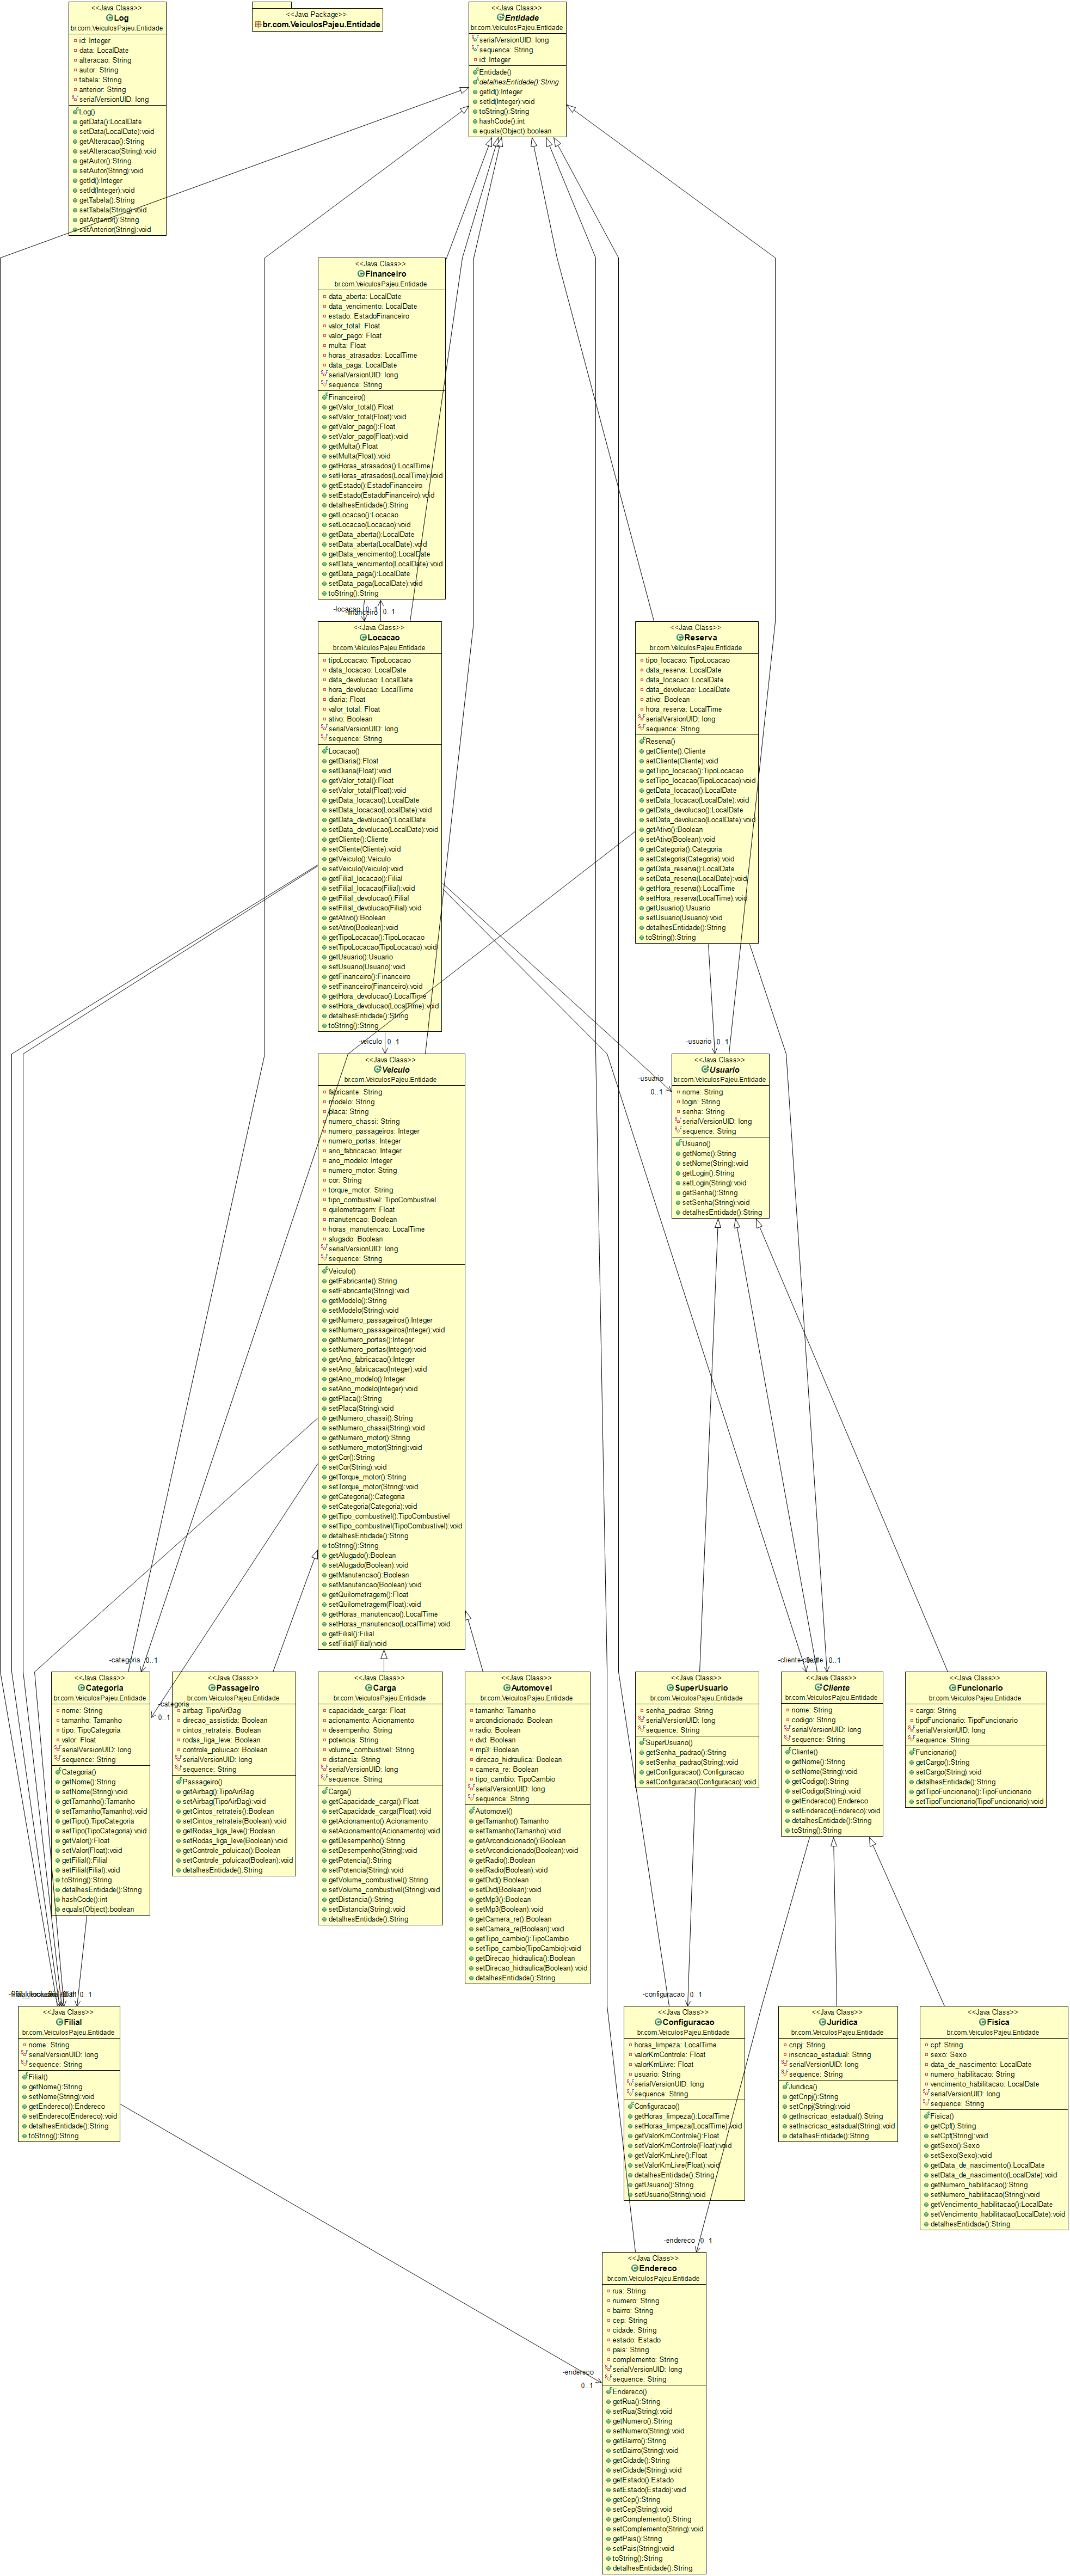 <<Java Class>>
Log
br.com.VeiculosPajeu.Entidade
id: Integer
data: LocalDate
alteracao: String
autor: String
tabela: String
anterior: String
serialVersionUID: long
Log()
getData():LocalDate
setData(LocalDate):void
getAlteracao():String
setAlteracao(String):void
getAutor():String
setAutor(String):void
getId():Integer
setId(Integer):void
getTabela():String
setTabela(String):void
getAnterior():String
setAnterior(String):void
<<Java Package>>
br.com.VeiculosPajeu.Entidade
<<Java Class>>
Entidade
br.com.VeiculosPajeu.Entidade
serialVersionUID: long
sequence: String
id: Integer
Entidade()
detalhesEntidade():String
getId():Integer
setId(Integer):void
toString():String
hashCode():int
equals(Object):boolean
<<Java Class>>
Financeiro
br.com.VeiculosPajeu.Entidade
data_aberta: LocalDate
data_vencimento: LocalDate
estado: EstadoFinanceiro
valor_total: Float
valor_pago: Float
multa: Float
horas_atrasados: LocalTime
data_paga: LocalDate
serialVersionUID: long
sequence: String
Financeiro()
getValor_total():Float
setValor_total(Float):void
getValor_pago():Float
setValor_pago(Float):void
getMulta():Float
setMulta(Float):void
getHoras_atrasados():LocalTime
setHoras_atrasados(LocalTime):void
getEstado():EstadoFinanceiro
setEstado(EstadoFinanceiro):void
detalhesEntidade():String
getLocacao():Locacao
setLocacao(Locacao):void
getData_aberta():LocalDate
setData_aberta(LocalDate):void
getData_vencimento():LocalDate
setData_vencimento(LocalDate):void
getData_paga():LocalDate
setData_paga(LocalDate):void
toString():String
-locacao 0..1
-financeiro 0..1
<<Java Class>>
Locacao
br.com.VeiculosPajeu.Entidade
tipoLocacao: TipoLocacao
data_locacao: LocalDate
data_devolucao: LocalDate
hora_devolucao: LocalTime
diaria: Float
valor_total: Float
ativo: Boolean
serialVersionUID: long
sequence: String
Locacao()
getDiaria():Float
setDiaria(Float):void
getValor_total():Float
setValor_total(Float):void
getData_locacao():LocalDate
setData_locacao(LocalDate):void
getData_devolucao():LocalDate
setData_devolucao(LocalDate):void
getCliente():Cliente
setCliente(Cliente):void
getVeiculo():Veiculo
setVeiculo(Veiculo):void
getFilial_locacao():Filial
setFilial_locacao(Filial):void
getFilial_devolucao():Filial
setFilial_devolucao(Filial):void
getAtivo():Boolean
setAtivo(Boolean):void
getTipoLocacao():TipoLocacao
setTipoLocacao(TipoLocacao):void
getUsuario():Usuario
setUsuario(Usuario):void
getFinanceiro():Financeiro
setFinanceiro(Financeiro):void
getHora_devolucao():LocalTime
setHora_devolucao(LocalTime):void
detalhesEntidade():String
toString():String
<<Java Class>>
Reserva
br.com.VeiculosPajeu.Entidade
tipo_locacao: TipoLocacao
data_reserva: LocalDate
data_locacao: LocalDate
data_devolucao: LocalDate
ativo: Boolean
hora_reserva: LocalTime
serialVersionUID: long
sequence: String
Reserva()
getCliente():Cliente
setCliente(Cliente):void
getTipo_locacao():TipoLocacao
setTipo_locacao(TipoLocacao):void
getData_locacao():LocalDate
setData_locacao(LocalDate):void
getData_devolucao():LocalDate
setData_devolucao(LocalDate):void
getAtivo():Boolean
setAtivo(Boolean):void
getCategoria():Categoria
setCategoria(Categoria):void
getData_reserva():LocalDate
setData_reserva(LocalDate):void
getHora_reserva():LocalTime
setHora_reserva(LocalTime):void
getUsuario():Usuario
setUsuario(Usuario):void
detalhesEntidade():String
toString():String
-veiculo 0..1
-usuario 0..1
-usuario
0..1
<<Java Class>>
Veiculo
br.com.VeiculosPajeu.Entidade
fabricante: String
modelo: String
placa: String
numero_chassi: String
numero_passageiros: Integer
numero_portas: Integer
ano_fabricacao: Integer
ano_modelo: Integer
numero_motor: String
cor: String
torque_motor: String
tipo_combustivel: TipoCombustivel
quilometragem: Float
manutencao: Boolean
horas_manutencao: LocalTime
alugado: Boolean
serialVersionUID: long
sequence: String
Veiculo()
getFabricante():String
setFabricante(String):void
getModelo():String
setModelo(String):void
getNumero_passageiros():Integer
setNumero_passageiros(Integer):void
getNumero_portas():Integer
setNumero_portas(Integer):void
getAno_fabricacao():Integer
setAno_fabricacao(Integer):void
getAno_modelo():Integer
setAno_modelo(Integer):void
getPlaca():String
setPlaca(String):void
getNumero_chassi():String
setNumero_chassi(String):void
getNumero_motor():String
setNumero_motor(String):void
getCor():String
setCor(String):void
getTorque_motor():String
setTorque_motor(String):void
getCategoria():Categoria
setCategoria(Categoria):void
getTipo_combustivel():TipoCombustivel
setTipo_combustivel(TipoCombustivel):void
detalhesEntidade():String
toString():String
getAlugado():Boolean
setAlugado(Boolean):void
getManutencao():Boolean
setManutencao(Boolean):void
getQuilometragem():Float
setQuilometragem(Float):void
getHoras_manutencao():LocalTime
setHoras_manutencao(LocalTime):void
getFilial():Filial
setFilial(Filial):void
<<Java Class>>
Usuario
br.com.VeiculosPajeu.Entidade
nome: String
login: String
senha: String
serialVersionUID: long
sequence: String
Usuario()
getNome():String
setNome(String):void
getLogin():String
setLogin(String):void
getSenha():String
setSenha(String):void
detalhesEntidade():String
-categoria 0..1
-categoria
0..1
-cliente 0..1
<<Java Class>>
Categoria
br.com.VeiculosPajeu.Entidade
nome: String
tamanho: Tamanho
tipo: TipoCategoria
valor: Float
serialVersionUID: long
sequence: String
Categoria()
getNome():String
setNome(String):void
getTamanho():Tamanho
setTamanho(Tamanho):void
getTipo():TipoCategoria
setTipo(TipoCategoria):void
getValor():Float
setValor(Float):void
getFilial():Filial
setFilial(Filial):void
toString():String
detalhesEntidade():String
hashCode():int
equals(Object):boolean
<<Java Class>>
Passageiro
br.com.VeiculosPajeu.Entidade
airbag: TipoAirBag
direcao_assistida: Boolean
cintos_retrateis: Boolean
rodas_liga_leve: Boolean
controle_poluicao: Boolean
serialVersionUID: long
sequence: String
Passageiro()
getAirbag():TipoAirBag
setAirbag(TipoAirBag):void
getCintos_retrateis():Boolean
setCintos_retrateis(Boolean):void
getRodas_liga_leve():Boolean
setRodas_liga_leve(Boolean):void
getControle_poluicao():Boolean
setControle_poluicao(Boolean):void
detalhesEntidade():String
<<Java Class>>
Carga
br.com.VeiculosPajeu.Entidade
capacidade_carga: Float
acionamento: Acionamento
desempenho: String
potencia: String
volume_combustivel: String
distancia: String
serialVersionUID: long
sequence: String
Carga()
getCapacidade_carga():Float
setCapacidade_carga(Float):void
getAcionamento():Acionamento
setAcionamento(Acionamento):void
getDesempenho():String
setDesempenho(String):void
getPotencia():String
setPotencia(String):void
getVolume_combustivel():String
setVolume_combustivel(String):void
getDistancia():String
setDistancia(String):void
detalhesEntidade():String
<<Java Class>>
Automovel
br.com.VeiculosPajeu.Entidade
tamanho: Tamanho
arcondicionado: Boolean
radio: Boolean
dvd: Boolean
mp3: Boolean
direcao_hidraulica: Boolean
camera_re: Boolean
tipo_cambio: TipoCambio
serialVersionUID: long
sequence: String
Automovel()
getTamanho():Tamanho
setTamanho(Tamanho):void
getArcondicionado():Boolean
setArcondicionado(Boolean):void
getRadio():Boolean
setRadio(Boolean):void
getDvd():Boolean
setDvd(Boolean):void
getMp3():Boolean
setMp3(Boolean):void
getCamera_re():Boolean
setCamera_re(Boolean):void
getTipo_cambio():TipoCambio
setTipo_cambio(TipoCambio):void
getDirecao_hidraulica():Boolean
setDirecao_hidraulica(Boolean):void
detalhesEntidade():String
<<Java Class>>
SuperUsuario
br.com.VeiculosPajeu.Entidade
senha_padrao: String
serialVersionUID: long
sequence: String
SuperUsuario()
getSenha_padrao():String
setSenha_padrao(String):void
getConfiguracao():Configuracao
setConfiguracao(Configuracao):void
<<Java Class>>
Cliente
br.com.VeiculosPajeu.Entidade
nome: String
codigo: String
serialVersionUID: long
sequence: String
Cliente()
getNome():String
setNome(String):void
getCodigo():String
setCodigo(String):void
getEndereco():Endereco
setEndereco(Endereco):void
detalhesEntidade():String
toString():String
<<Java Class>>
Funcionario
br.com.VeiculosPajeu.Entidade
cargo: String
tipoFuncionario: TipoFuncionario
serialVersionUID: long
sequence: String
Funcionario()
getCargo():String
setCargo(String):void
detalhesEntidade():String
getTipoFuncionario():TipoFuncionario
setTipoFuncionario(TipoFuncionario):void
0..1
-configuracao 0..1
<<Java Class>>
Filial
br.com.VeiculosPajeu.Entidade
nome: String
serialVersionUID: long
sequence: String
Filial()
getNome():String
setNome(String):void
getEndereco():Endereco
setEndereco(Endereco):void
detalhesEntidade():String
toString():String
<<Java Class>>
Configuracao
br.com.VeiculosPajeu.Entidade
horas_limpeza: LocalTime
valorKmControle: Float
valorKmLivre: Float
usuario: String
serialVersionUID: long
sequence: String
Configuracao()
getHoras_limpeza():LocalTime
setHoras_limpeza(LocalTime):void
getValorKmControle():Float
setValorKmControle(Float):void
getValorKmLivre():Float
setValorKmLivre(Float):void
detalhesEntidade():String
getUsuario():String
setUsuario(String):void
<<Java Class>>
Juridica
br.com.VeiculosPajeu.Entidade
cnpj: String
inscricao_estadual: String
serialVersionUID: long
sequence: String
Juridica()
getCnpj():String
setCnpj(String):void
getInscricao_estadual():String
setInscricao_estadual(String):void
detalhesEntidade():String
<<Java Class>>
Fisica
br.com.VeiculosPajeu.Entidade
cpf: String
sexo: Sexo
data_de_nascimento: LocalDate
numero_habilitacao: String
vencimento_habilitacao: LocalDate
serialVersionUID: long
sequence: String
Fisica()
getCpf():String
setCpf(String):void
getSexo():Sexo
setSexo(Sexo):void
getData_de_nascimento():LocalDate
setData_de_nascimento(LocalDate):void
getNumero_habilitacao():String
setNumero_habilitacao(String):void
getVencimento_habilitacao():LocalDate
setVencimento_habilitacao(LocalDate):void
detalhesEntidade():String
-endereco 0..1
-endereco
0..1
<<Java Class>>
Endereco
br.com.VeiculosPajeu.Entidade
rua: String
numero: String
bairro: String
cep: String
cidade: String
estado: Estado
pais: String
complemento: String
serialVersionUID: long
sequence: String
Endereco()
getRua():String
setRua(String):void
getNumero():String
setNumero(String):void
getBairro():String
setBairro(String):void
getCidade():String
setCidade(String):void
getEstado():Estado
setEstado(Estado):void
getCep():String
setCep(String):void
getComplemento():String
setComplemento(String):void
getPais():String
setPais(String):void
toString():String
detalhesEntidade():String